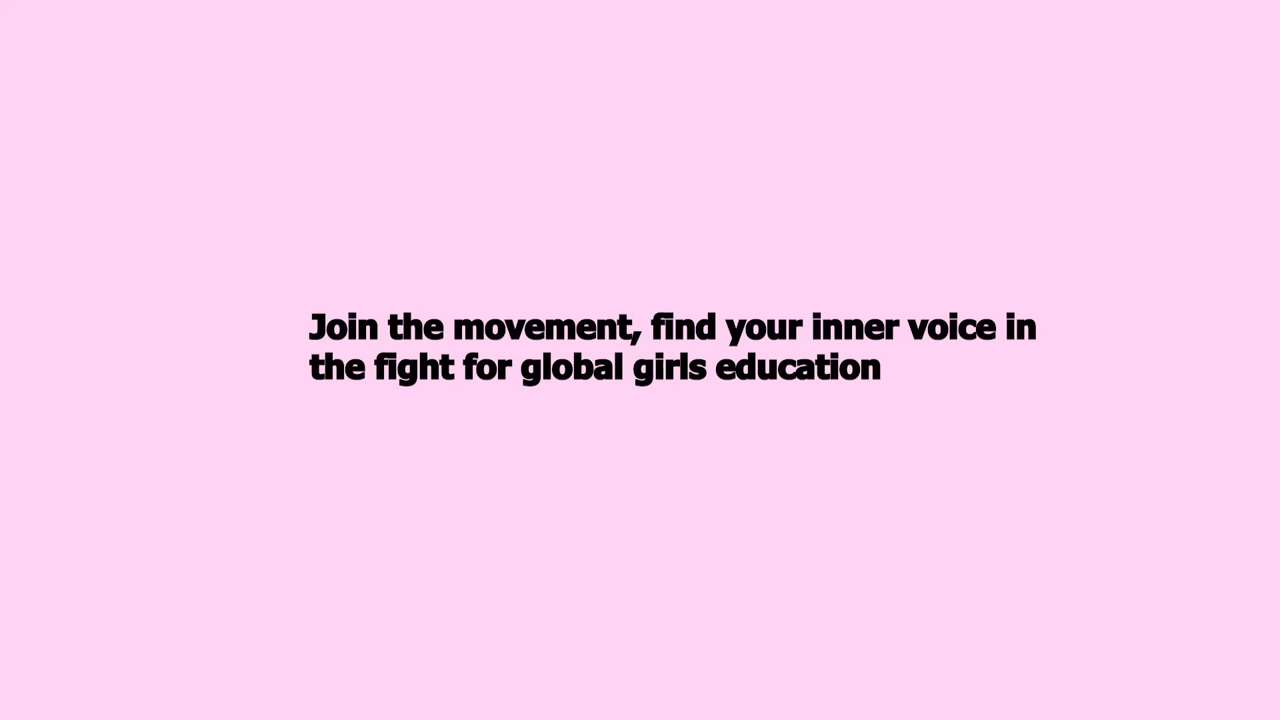 Join the movement, find your inner voice in
the fight for global girls education